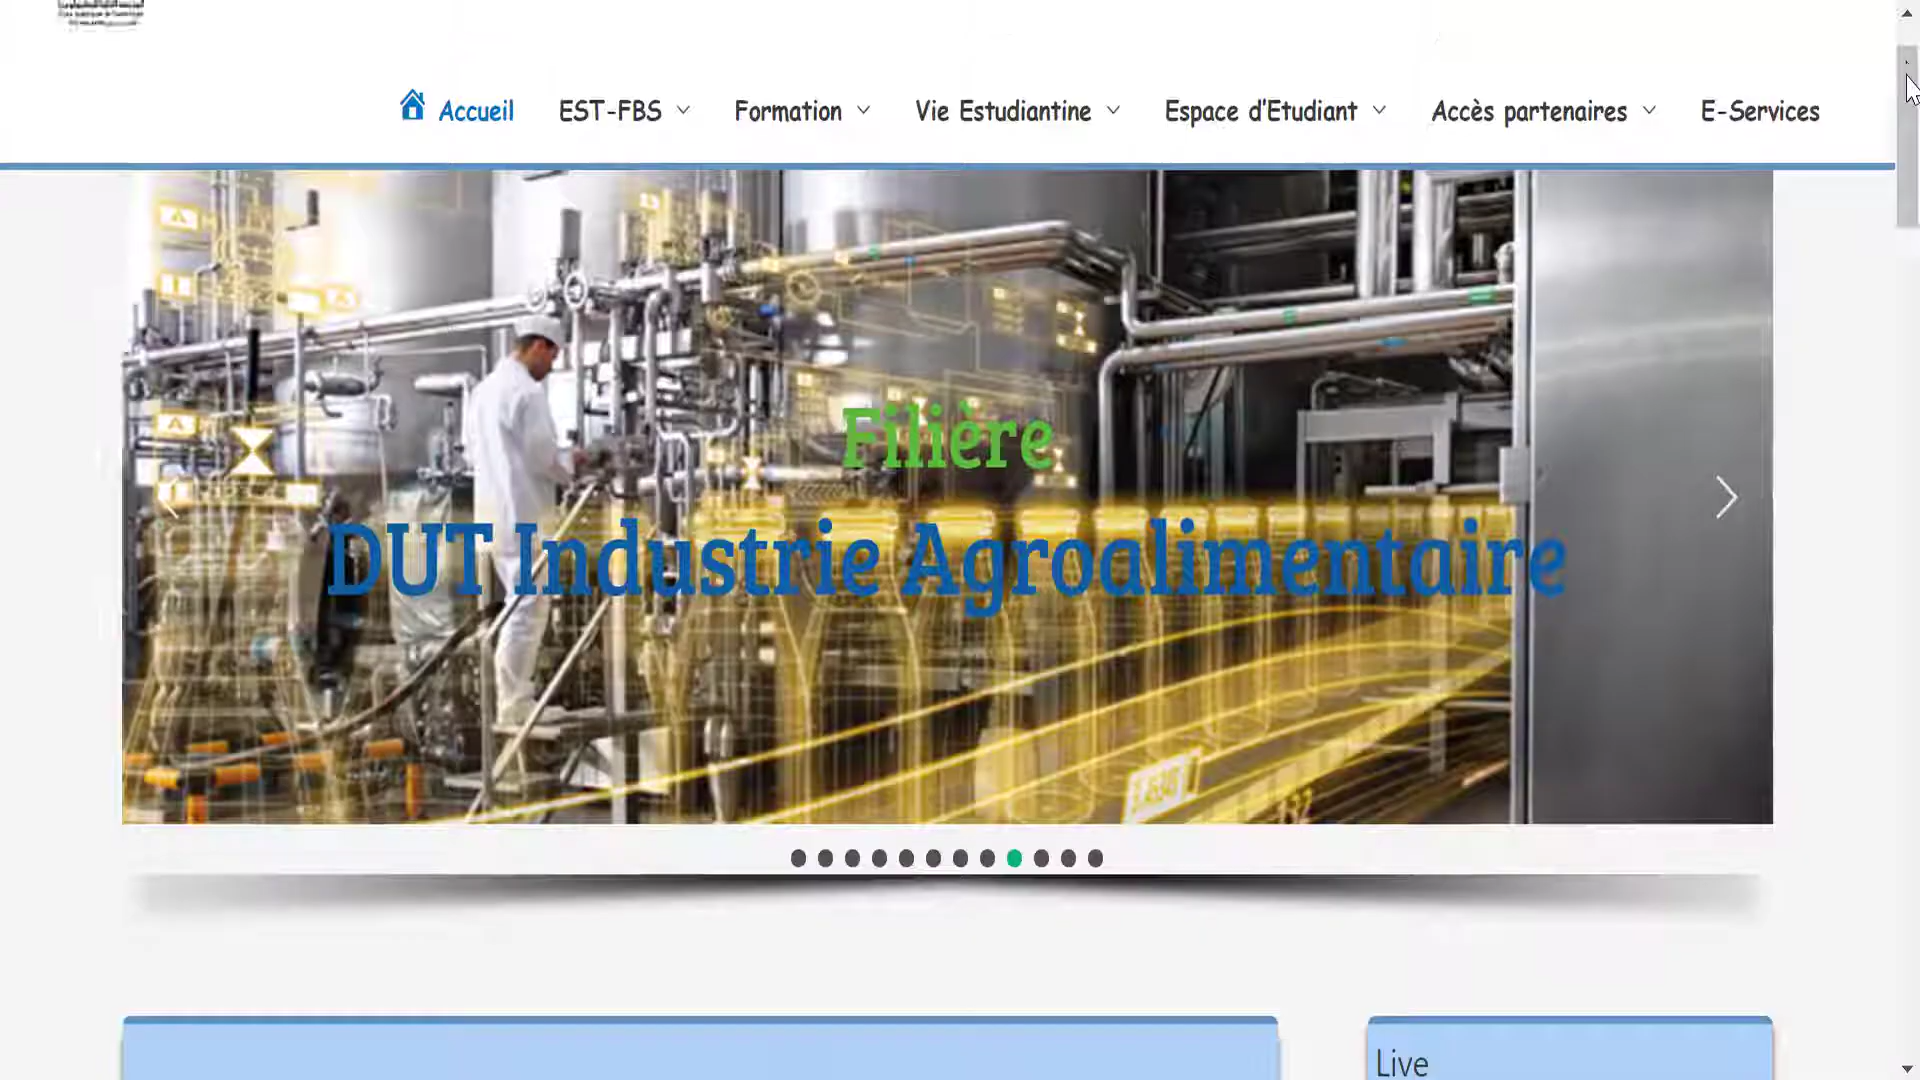 Accueil EST-FBS Formation Vie Estudiantine Espace d'Etudiant Accès partenaires E-Services
Filière
DUT Industrie Agroalimentaire
Live